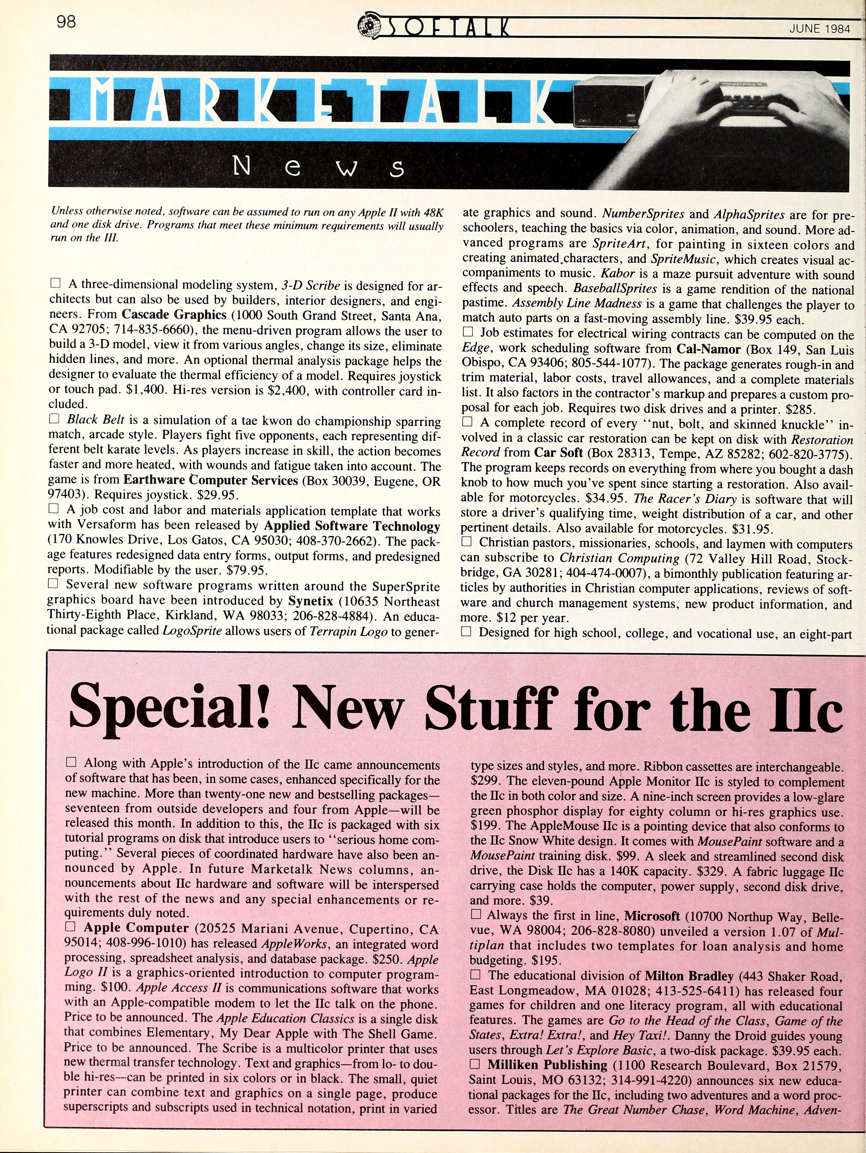 98
SOFTALK
JUNE 1984
MARKETALK
News
Unless otherwise noted, software can be assumed to run on any Apple II with 48K
and one disk drive. Programs that meet these minimum requirements will usually
run on the III.
☐ A three-dimensional modeling system, 3-D Scribe is designed for ar-
chitects but can also be used by builders, interior designers, and engi-
neers. From Cascade Graphics (1000 South Grand Street, Santa Ana,
CA 92705; 714-835-6660), the menu-driven program allows the user to
build a 3-D model, view it from various angles, change its size, eliminate
hidden lines, and more. An optional thermal analysis package helps the
designer to evaluate the thermal efficiency of a model. Requires joystick
or touch pad. $1,400. Hi-res version is $2,400, with controller card in-
cluded.
☐ Black Belt is a simulation of a tae kwon do championship sparring
match, arcade style. Players fight five opponents, each representing dif-
ferent belt karate levels. As players increase in skill, the action becomes
faster and more heated, with wounds and fatigue taken into account. The
game is from Earthware Computer Services (Box 30039, Eugene, OR
97403). Requires joystick. $29.95.
☐ A job cost and labor and materials application template that works
with Versaform has been released by Applied Software Technology
(170 Knowles Drive, Los Gatos, CA 95030; 408-370-2662). The pack-
age features redesigned data entry forms, output forms, and predesigned
reports. Modifiable by the user. $79.95.
☐ Several new software programs written around the SuperSprite
graphics board have been introduced by Synetix (10635 Northeast
Thirty-Eighth Place, Kirkland, WA 98033; 206-828-4884). An educa-
tional package called LogoSprite allows users of Terrapin Logo to gener-
ate graphics and sound. NumberSprites and AlphaSprites are for pre-
schoolers, teaching the basics via color, animation, and sound. More ad-
vanced programs are SpriteArt, for painting in sixteen colors and
creating animated characters, and SpriteMusic, which creates visual ac-
companiments to music. Kabor is a maze pursuit adventure with sound
effects and speech. BaseballSprites is a game rendition of the national
pastime. Assembly Line Madness is a game that challenges the player to
match auto parts on a fast-moving assembly line. $39.95 each.
☐ Job estimates for electrical wiring contracts can be computed on the
Edge, work scheduling software from Cal-Namor (Box 149, San Luis
Obispo, CA 93406; 805-544-1077). The package generates rough-in and
trim material, labor costs, travel allowances, and a complete materials
list. It also factors in the contractor's markup and prepares a custom pro-
posal for each job. Requires two disk drives and a printer. $285.
☐ A complete record of every "nut, bolt, and skinned knuckle" in-
volved in a classic car restoration can be kept on disk with Restoration
Record from Car Soft (Box 28313, Tempe, AZ 85282; 602-820-3775).
The program keeps records on everything from where you bought a dash
knob to how much you've spent since starting a restoration. Also avail-
able for motorcycles. $34.95. The Racer's Diary is software that will
store a driver's qualifying time, weight distribution of a car, and other
pertinent details. Also available for motorcycles. $31.95.
☐ Christian pastors, missionaries, schools, and laymen with computers
can subscribe to Christian Computing (72 Valley Hill Road, Stock-
bridge, GA 30281; 404-474-0007), a bimonthly publication featuring ar-
ticles by authorities in Christian computer applications, reviews of soft-
ware and church management systems, new product information, and
more. $12 per year.
☐ Designed for high school, college, and vocational use, an eight-part
Special! New Stuff for the IIc
☐ Along with Apple's introduction of the IIc came announcements
of software that has been, in some cases, enhanced specifically for the
new machine. More than twenty-one new and bestselling packages—
seventeen from outside developers and four from Apple—will be
released this month. In addition to this, the IIc is packaged with six
tutorial programs on disk that introduce users to "serious home com-
puting." Several pieces of coordinated hardware have also been an-
nounced by Apple. In future Marketalk News columns, an-
nouncements about IIc hardware and software will be interspersed
with the rest of the news and any special enhancements or re-
quirements duly noted.
☐ Apple Computer (20525 Mariani Avenue, Cupertino, CA
95014; 408-996-1010) has released AppleWorks, an integrated word
processing, spreadsheet analysis, and database package. $250. Apple
Logo II is a graphics-oriented introduction to computer program-
ming. $100. Apple Access II is communications software that works
with an Apple-compatible modem to let the IIc talk on the phone.
Price to be announced. The Apple Education Classics is a single disk
that combines Elementary, My Dear Apple with The Shell Game.
Price to be announced. The Scribe is a multicolor printer that uses
new thermal transfer technology. Text and graphics—from lo- to dou-
ble hi-res—can be printed in six colors or in black. The small, quiet
printer can combine text and graphics on a single page, produce
superscripts and subscripts used in technical notation, print in varied
type sizes and styles, and more. Ribbon cassettes are interchangeable.
$299. The eleven-pound Apple Monitor IIc is styled to complement
the IIc in both color and size. A nine-inch screen provides a low-glare
green phosphor display for eighty column or hi-res graphics use.
$199. The AppleMouse IIc is a pointing device that also conforms to
the IIc Snow White design. It comes with MousePaint software and a
MousePaint training disk. $99. A sleek and streamlined second disk
drive, the Disk IIc has a 140K capacity. $329. A fabric luggage IIc
carrying case holds the computer, power supply, second disk drive,
and more. $39.
☐ Always the first in line, Microsoft (10700 Northup Way, Belle-
vue, WA 98004; 206-828-8080) unveiled a version 1.07 of Mul-
tiplan that includes two templates for loan analysis and home
budgeting. $195.
☐ The educational division of Milton Bradley (443 Shaker Road,
East Longmeadow, MA 01028; 413-525-6411) has released four
games for children and one literacy program, all with educational
features. The games are Go to the Head of the Class, Game of the
States, Extra! Extra!, and Hey Taxi!. Danny the Droid guides young
users through Let's Explore Basic, a two-disk package. $39.95 each.
☐ Milliken Publishing (1100 Research Boulevard, Box 21579,
Saint Louis, MO 63132; 314-991-4220) announces six new educa-
tional packages for the IIc, including two adventures and a word proc-
essor. Titles are The Great Number Chase, Word Machine, Adven-